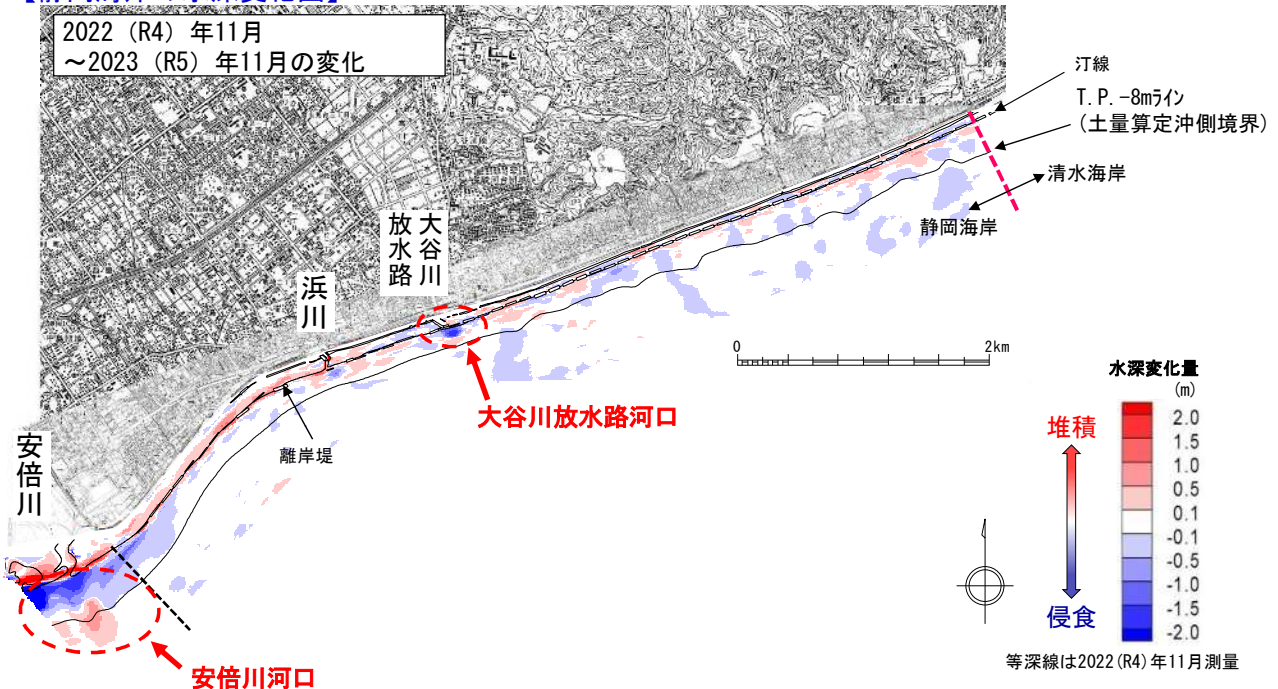 2022（R4）年11月
～2023（R5）年11月の変化
汀線
T.P.-8mライン
（土量算定沖側境界）
清水海岸
静岡海岸
大谷川
放水路
浜川
0
2km
大谷川放水路河口
離岸堤
安倍川
安倍川河口
水深変化量
(m)
堆積
侵食
2.0
1.5
1.0
0.5
0.1
-0.1
-0.5
-1.0
-1.5
-2.0
等深線は2022(R4)年11月測量